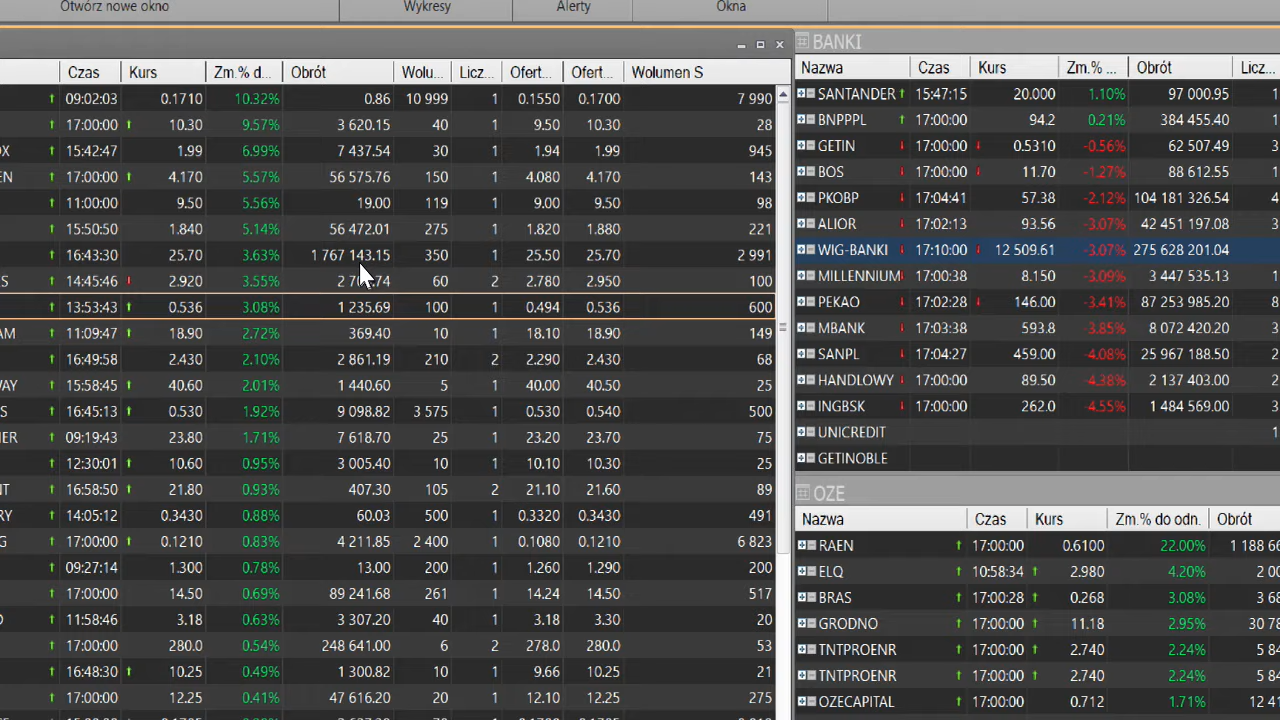 Otwórz nowe okno Wykresy Alerty Okna
Czas Kurs Zm.% d... Obrót Wolu... Licz... Ofert... Ofert... Wolumen S
09:02:03 0.1710 10.32% 0.86 10 999 1 0.1550 0.1700 7 990
17:00:00 10.30 9.57% 3 620.15 40 1 9.50 10.30 28
OX 15:42:47 1.99 6.99% 7 437.54 30 1 1.94 1.99 945
EN 17:00:00 4.170 5.57% 56 575.76 150 1 4.080 4.170 143
11:00:00 9.50 5.56% 19.00 119 1 9.00 9.50 98
15:50:50 1.840 5.14% 56 472.01 275 1 1.820 1.880 221
16:43:30 25.70 3.63% 1 767 143.15 350 1 25.50 25.70 2 991
S 14:45:46 2.920 3.55% 60 2 2.780 2.950 100
13:53:43 0.536 3.08% 1 235.69 100 1 0.494 0.536 600
AM 11:09:47 18.90 2.72% 369.40 10 1 18.10 18.90 149
16:49:58 2.430 2.10% 2 861.19 210 2 2.290 2.430 68
WAY 15:58:45 40.60 2.01% 1 440.60 5 1 40.00 40.50 25
S 16:45:13 0.530 1.92% 9 098.82 3 575 1 0.530 0.540 500
ER 09:19:43 23.80 1.71% 7 618.70 25 1 23.20 23.70 75
12:30:01 10.60 0.95% 3 005.40 10 1 10.10 10.30 25
NT 16:58:50 21.80 0.93% 407.30 105 2 21.10 21.60 89
RY 14:05:12 0.3430 0.88% 60.03 500 1 0.3320 0.3430 491
G 17:00:00 0.1210 0.83% 4 211.85 2 400 1 0.1080 0.1210 6 823
09:27:14 1.300 0.78% 13.00 200 1 1.260 1.290 200
17:00:00 14.50 0.69% 89 241.68 261 1 14.24 14.50 517
O 11:58:46 3.18 0.63% 3 307.20 40 1 3.18 3.30 20
17:00:00 280.0 0.54% 248 641.00 6 2 278.0 280.0 53
16:48:30 10.25 0.49% 1 300.82 10 1 9.66 10.25 21
17:00:00 12.25 0.41% 47 616.20 20 1 12.10 12.25 275
BANKI
Nazwa Czas Kurs Zm.% ... Obrót Licz...
SANTANDER 15:47:15 20.000 1.10% 97 000.95 1
BNPPPL 17:00:00 94.2 0.21% 384 455.40
GETIN 17:00:00 0.5310 -0.56% 62 507.49 3
BOS 17:00:00 11.70 -1.27% 88 612.55
PKOBP 17:04:41 57.38 -2.12% 104 181 326.54 4
ALIOR 17:02:13 93.56 -3.07% 42 451 197.08 1
WIG-BANKI 17:10:00 12 509.61 -3.07% 275 628 201.04
MILLENNIUM 17:00:38 8.150 -3.09% 3 447 535.13 1
PEKAO 17:02:28 146.00 -3.41% 87 253 985.20 3
MBANK 17:03:38 593.8 -3.85% 8 072 420.20 1
SANPL 17:04:27 459.00 -4.08% 25 967 188.50 1
HANDLOWY 17:00:00 89.50 -4.38% 2 137 403.00 1
INGBSK 17:00:00 262.0 -4.55% 1 484 569.00 3
UNICREDIT 1
GETINOBLE
OZE
Nazwa Czas Kurs Zm.% do odn. Obrót
RAEN 17:00:00 0.6100 22.00% 1 188 66
ELQ 10:58:34 2.980 4.20% 2 00
BRAS 17:00:28 0.268 3.08% 3 68
GRODNO 17:00:00 11.18 2.95% 30 78
TNTPROENR 17:00:00 2.740 2.24% 5 84
TNTPROENR 17:00:00 2.740 2.24% 5 84
OZECAPITAL 17:00:00 0.712 1.71% 12 41